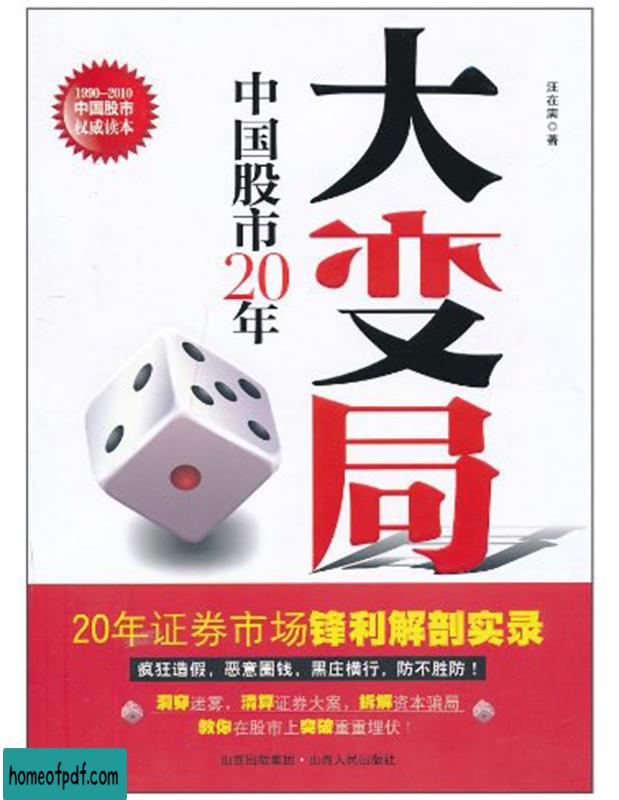 1990-2010
中国股市
权威读本
大变局
中国股市20年
汪在满◎著
20年证券市场锋利解剖实录
疯狂造假，恶意圈钱，黑庄横行，防不胜防！
洞穿迷雾，清算证券大案，拆解资本骗局
教你在股市上突破重重埋伏！
山西出版集团·山西人民出版社
homeofpdf.com